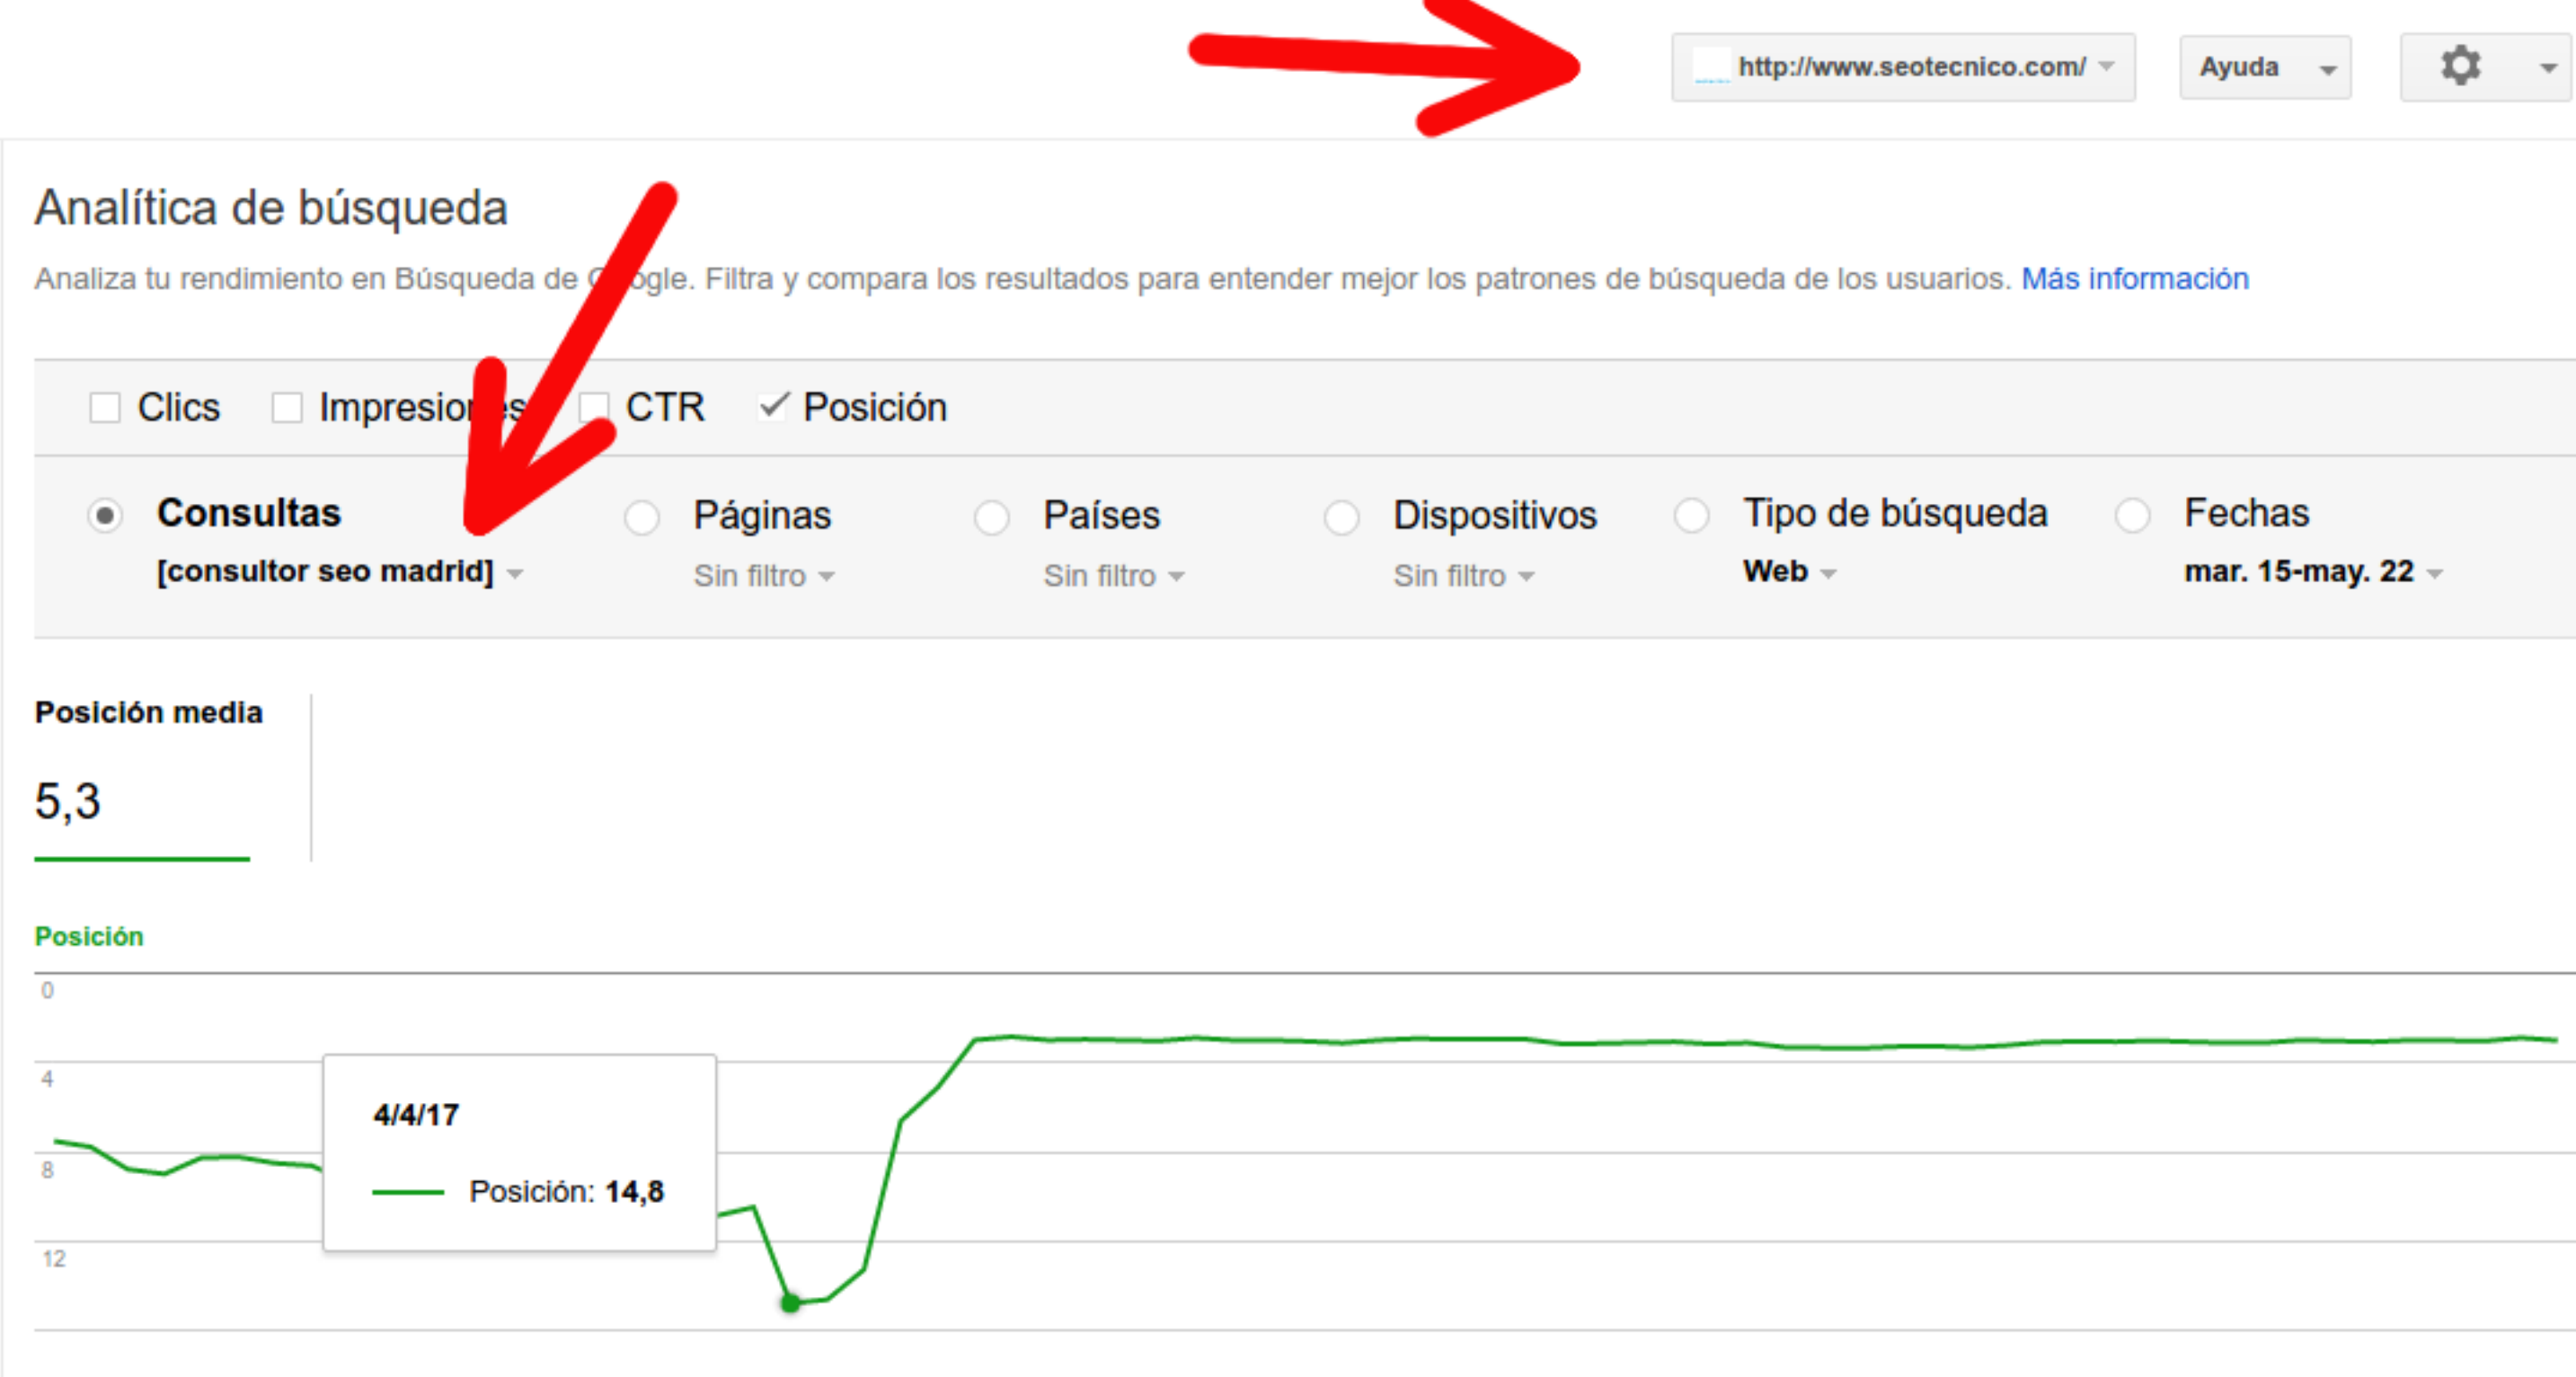 http://www.seotecnico.com/ Ayuda
Analítica de búsqueda
Analiza tu rendimiento en Búsqueda de Google. Filtra y compara los resultados para entender mejor los patrones de búsqueda de los usuarios. Más información
Clics Impresiones CTR Posición
Consultas Páginas Países Dispositivos Tipo de búsqueda Fechas
[consultor seo madrid] Sin filtro Sin filtro Sin filtro Web mar. 15-may. 22
Posición media
5,3
Posición
0
4
4/4/17
8
Posición: 14,8
12